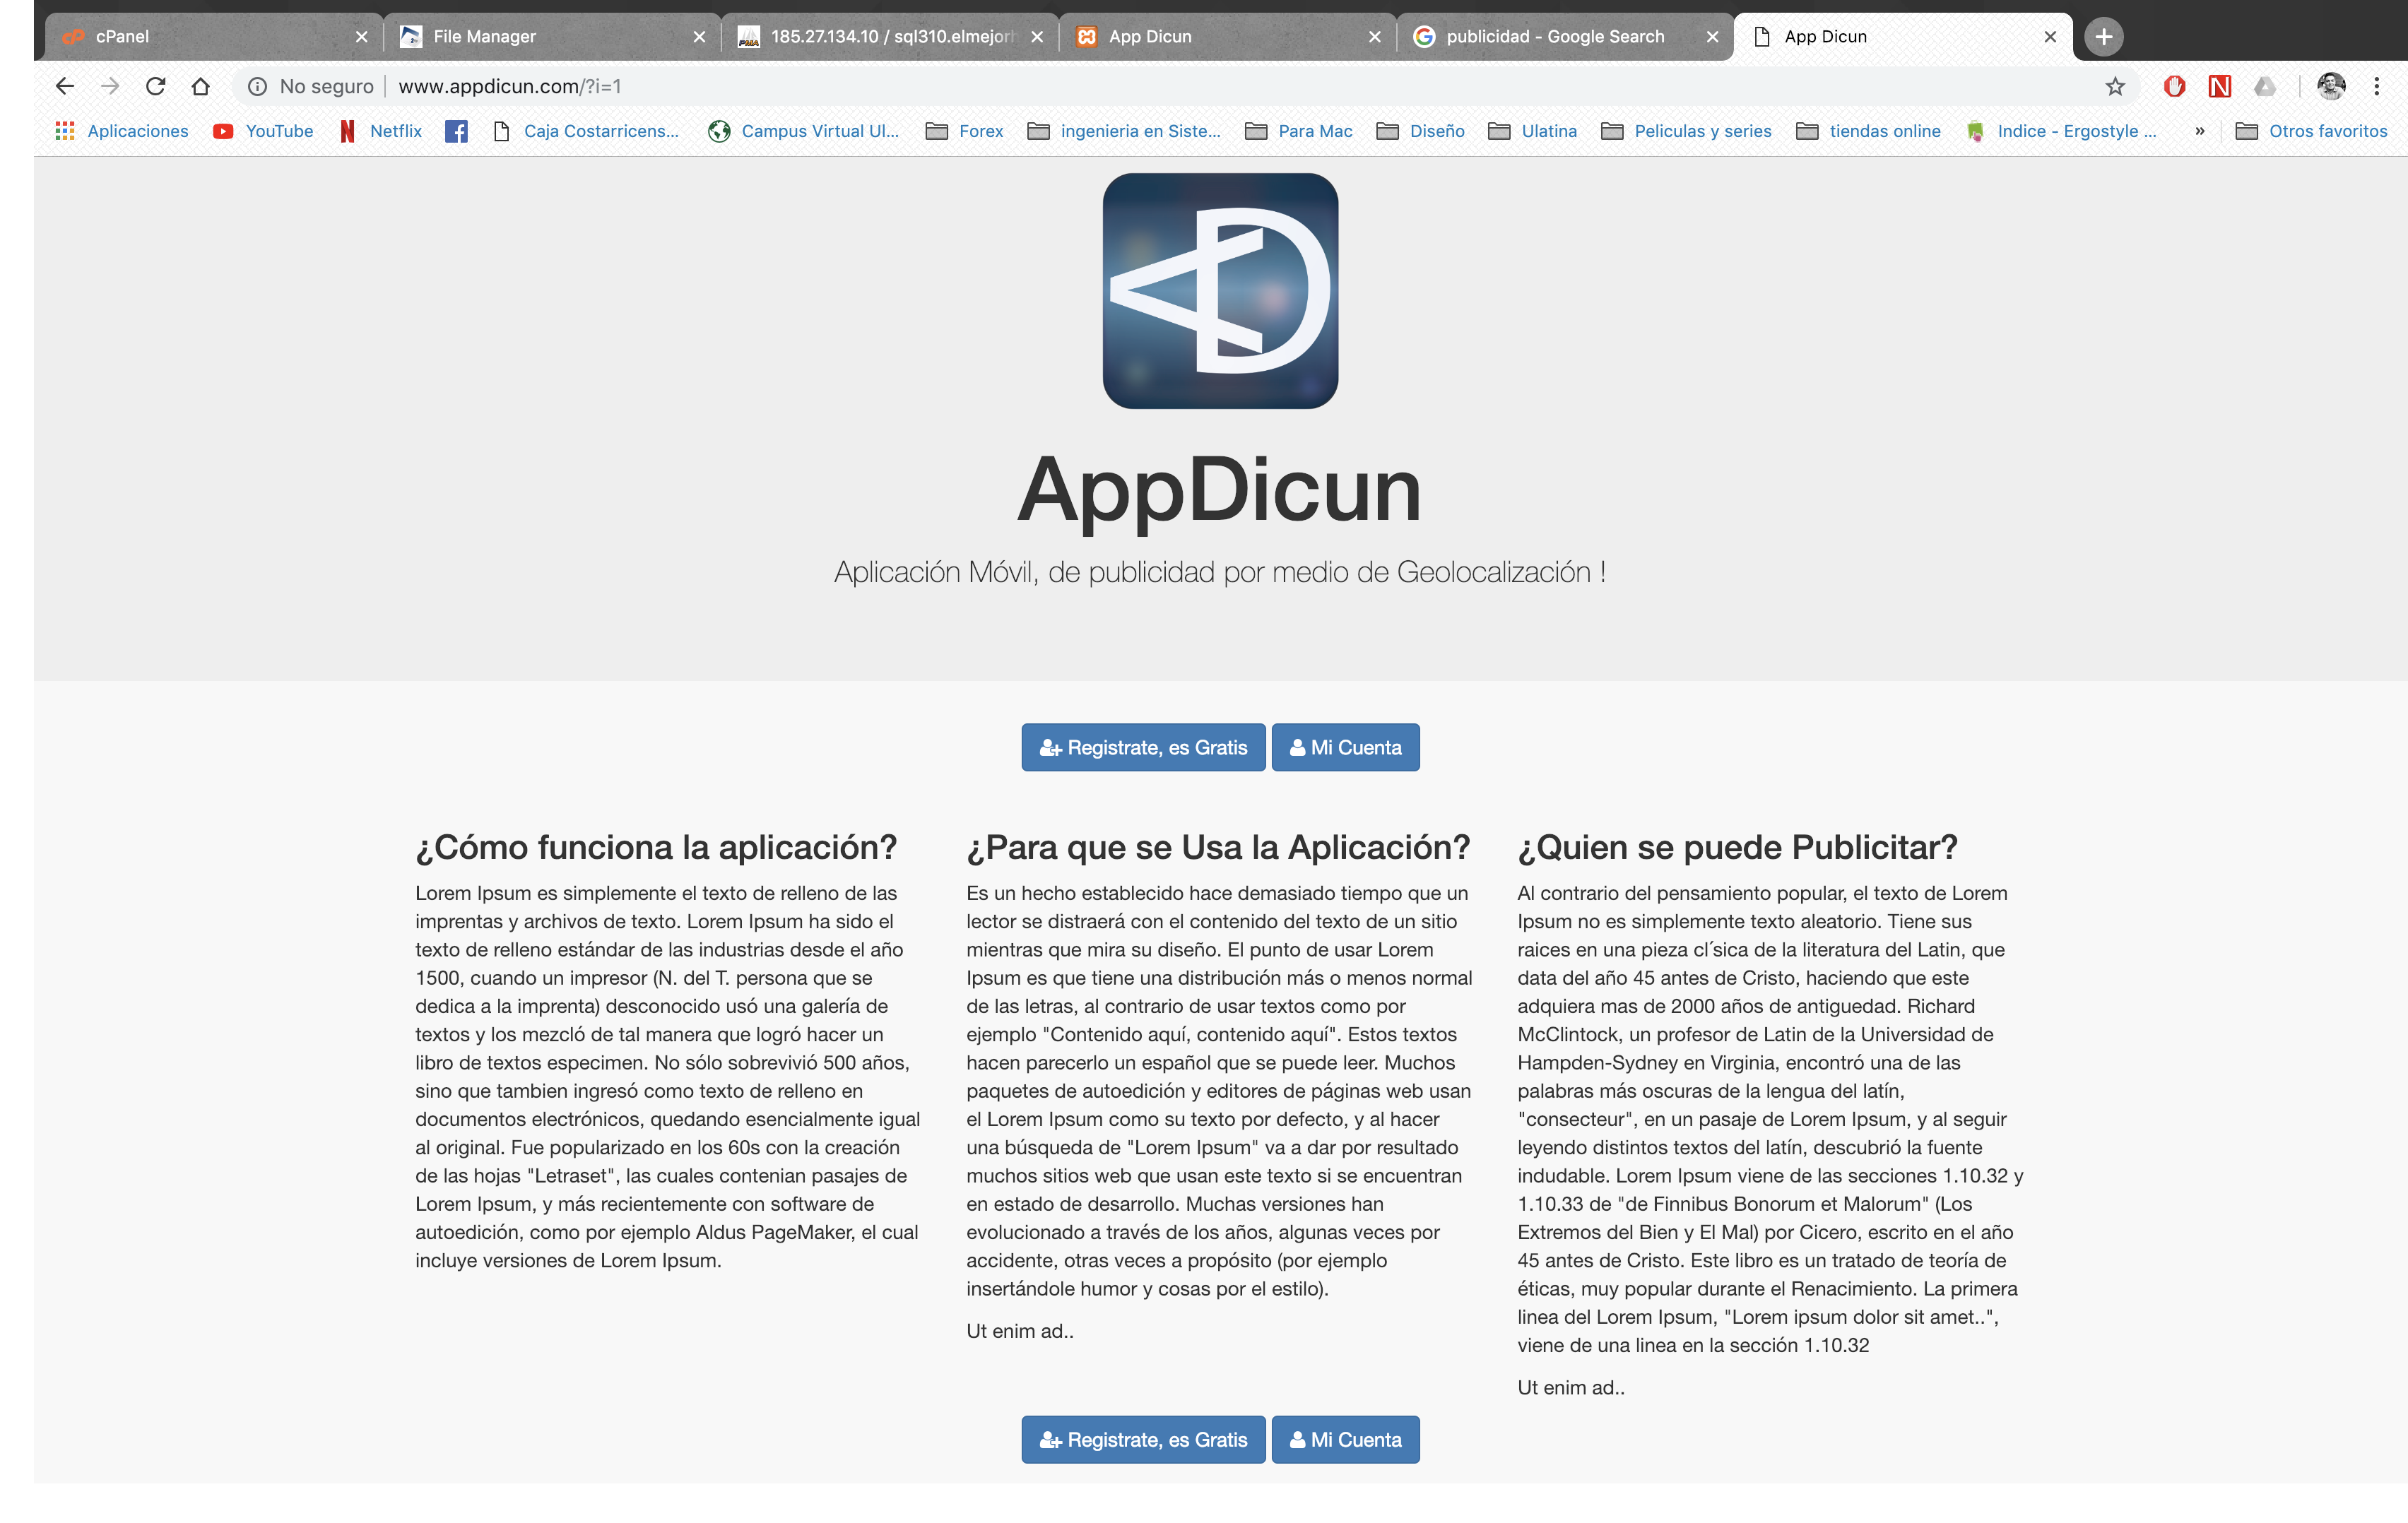 cPanel
File Manager
185.27.134.10 / sql310.elmejorh
App Dicun
publicidad - Google Search
App Dicun
No seguro
www.appdicun.com/?i=1
Aplicaciones
YouTube
Netflix
Caja Costarricens...
Campus Virtual Ul...
Forex
ingenieria en Siste...
Para Mac
Diseño
Ulatina
Peliculas y series
tiendas online
Indice - Ergostyle ...
»
Otros favoritos
AppDicun
Aplicación Móvil, de publicidad por medio de Geolocalización !
Registrate, es Gratis
Mi Cuenta
¿Cómo funciona la aplicación?
Lorem Ipsum es simplemente el texto de relleno de las
imprentas y archivos de texto. Lorem Ipsum ha sido el
texto de relleno estándar de las industrias desde el año
1500, cuando un impresor (N. del T. persona que se
dedica a la imprenta) desconocido usó una galería de
textos y los mezcló de tal manera que logró hacer un
libro de textos especimen. No sólo sobrevivió 500 años,
sino que tambien ingresó como texto de relleno en
documentos electrónicos, quedando esencialmente igual
al original. Fue popularizado en los 60s con la creación
de las hojas "Letraset", las cuales contenian pasajes de
Lorem Ipsum, y más recientemente con software de
autoedición, como por ejemplo Aldus PageMaker, el cual
incluye versiones de Lorem Ipsum.
¿Para que se Usa la Aplicación?
Es un hecho establecido hace demasiado tiempo que un
lector se distraerá con el contenido del texto de un sitio
mientras que mira su diseño. El punto de usar Lorem
Ipsum es que tiene una distribución más o menos normal
de las letras, al contrario de usar textos como por
ejemplo "Contenido aquí, contenido aquí". Estos textos
hacen parecerlo un español que se puede leer. Muchos
paquetes de autoedición y editores de páginas web usan
el Lorem Ipsum como su texto por defecto, y al hacer
una búsqueda de "Lorem Ipsum" va a dar por resultado
muchos sitios web que usan este texto si se encuentran
en estado de desarrollo. Muchas versiones han
evolucionado a través de los años, algunas veces por
accidente, otras veces a propósito (por ejemplo
insertándole humor y cosas por el estilo).
Ut enim ad..
¿Quien se puede Publicitar?
Al contrario del pensamiento popular, el texto de Lorem
Ipsum no es simplemente texto aleatorio. Tiene sus
raices en una pieza cl´sica de la literatura del Latin, que
data del año 45 antes de Cristo, haciendo que este
adquiera mas de 2000 años de antiguedad. Richard
McClintock, un profesor de Latin de la Universidad de
Hampden-Sydney en Virginia, encontró una de las
palabras más oscuras de la lengua del latín,
"consecteur", en un pasaje de Lorem Ipsum, y al seguir
leyendo distintos textos del latín, descubrió la fuente
indudable. Lorem Ipsum viene de las secciones 1.10.32 y
1.10.33 de "de Finnibus Bonorum et Malorum" (Los
Extremos del Bien y El Mal) por Cicero, escrito en el año
45 antes de Cristo. Este libro es un tratado de teoría de
éticas, muy popular durante el Renacimiento. La primera
linea del Lorem Ipsum, "Lorem ipsum dolor sit amet..",
viene de una linea en la sección 1.10.32
Ut enim ad..
Registrate, es Gratis
Mi Cuenta